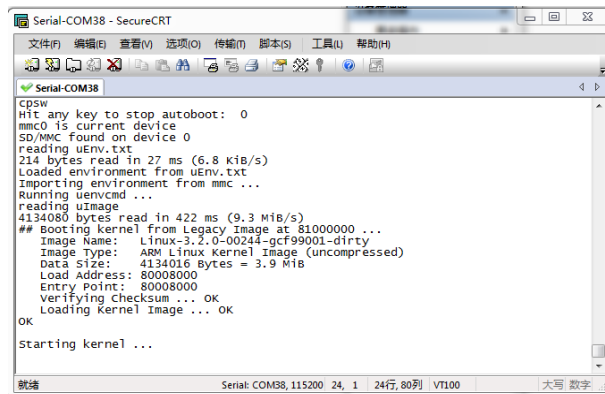 Serial-COM38 - SecureCRT
文件(F) 编辑(E) 查看(V) 选项(O) 传输(T) 脚本(S) 工具(L) 帮助(H)
Serial-COM38
cpsw
Hit any key to stop autoboot:  0
mmc0 is current device
SD/MMC found on device 0
reading uEnv.txt
214 bytes read in 27 ms (6.8 KiB/s)
Loaded environment from uEnv.txt
Importing environment from mmc ...
Running uenvcmd ...
reading uImage
4134080 bytes read in 422 ms (9.3 MiB/s)
## Booting kernel from Legacy Image at 81000000 ...
   Image Name:   Linux-3.2.0-00244-gcf99001-dirty
   Image Type:   ARM Linux Kernel Image (uncompressed)
   Data Size:    4134016 Bytes = 3.9 MiB
   Load Address: 80008000
   Entry Point:  80008000
   Verifying Checksum ... OK
   Loading Kernel Image ... OK
OK
Starting kernel ...
就绪 Serial: COM38, 115200 24, 1 24行, 80列 VT100 大写 数字